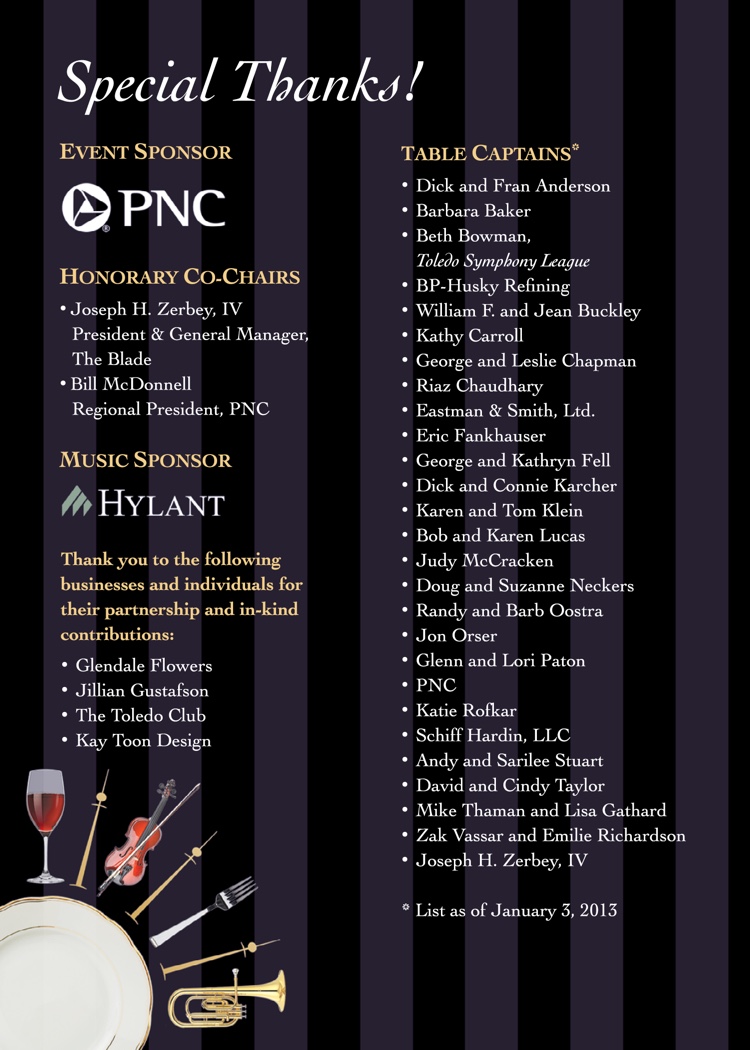 Special Thanks!
EVENT SPONSOR
PNC
®
HONORARY CO-CHAIRS
• Joseph H. Zerbey, IV
President & General Manager,
The Blade
• Bill McDonnell
Regional President, PNC
MUSIC SPONSOR
HYLANT
Thank you to the following
businesses and individuals for
their partnership and in-kind
contributions:
• Glendale Flowers
• Jillian Gustafson
• The Toledo Club
• Kay Toon Design
TABLE CAPTAINS*
• Dick and Fran Anderson
• Barbara Baker
• Beth Bowman,
Toledo Symphony League
• BP-Husky Refining
• William F. and Jean Buckley
• Kathy Carroll
• George and Leslie Chapman
• Riaz Chaudhary
• Eastman & Smith, Ltd.
• Eric Fankhauser
• George and Kathryn Fell
• Dick and Connie Karcher
• Karen and Tom Klein
• Bob and Karen Lucas
• Judy McCracken
• Doug and Suzanne Neckers
• Randy and Barb Oostra
• Jon Orser
• Glenn and Lori Paton
• PNC
• Katie Rofkar
• Schiff Hardin, LLC
• Andy and Sarilee Stuart
• David and Cindy Taylor
• Mike Thaman and Lisa Gathard
• Zak Vassar and Emilie Richardson
• Joseph H. Zerbey, IV
* List as of January 3, 2013